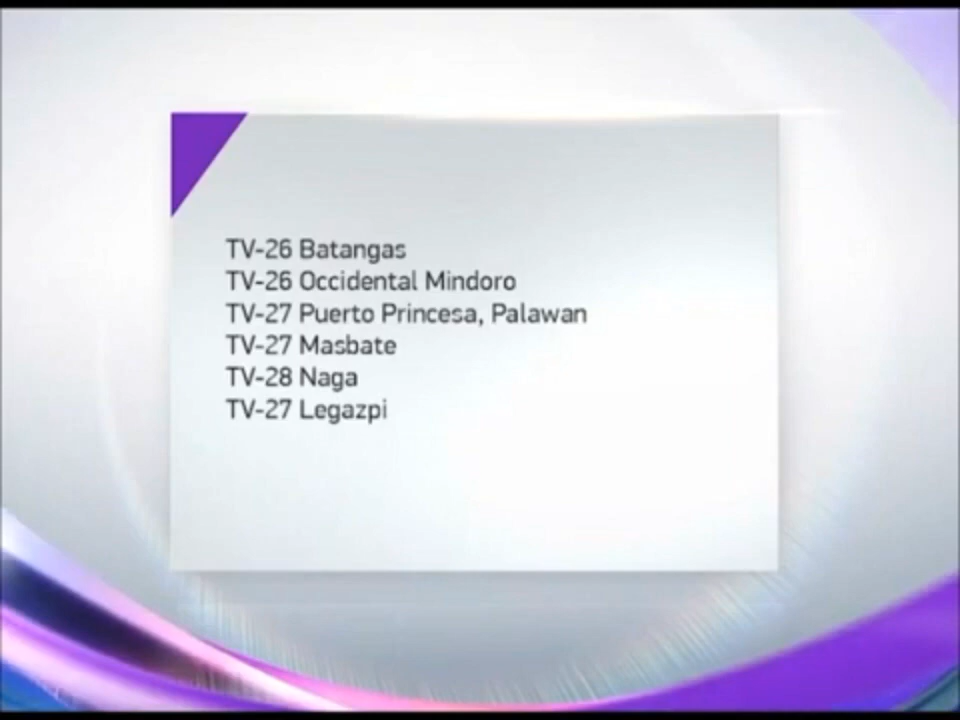 TV-26 Batangas
TV-26 Occidental Mindoro
TV-27 Puerto Princesa, Palawan
TV-27 Masbate
TV-28 Naga
TV-27 Legazpi